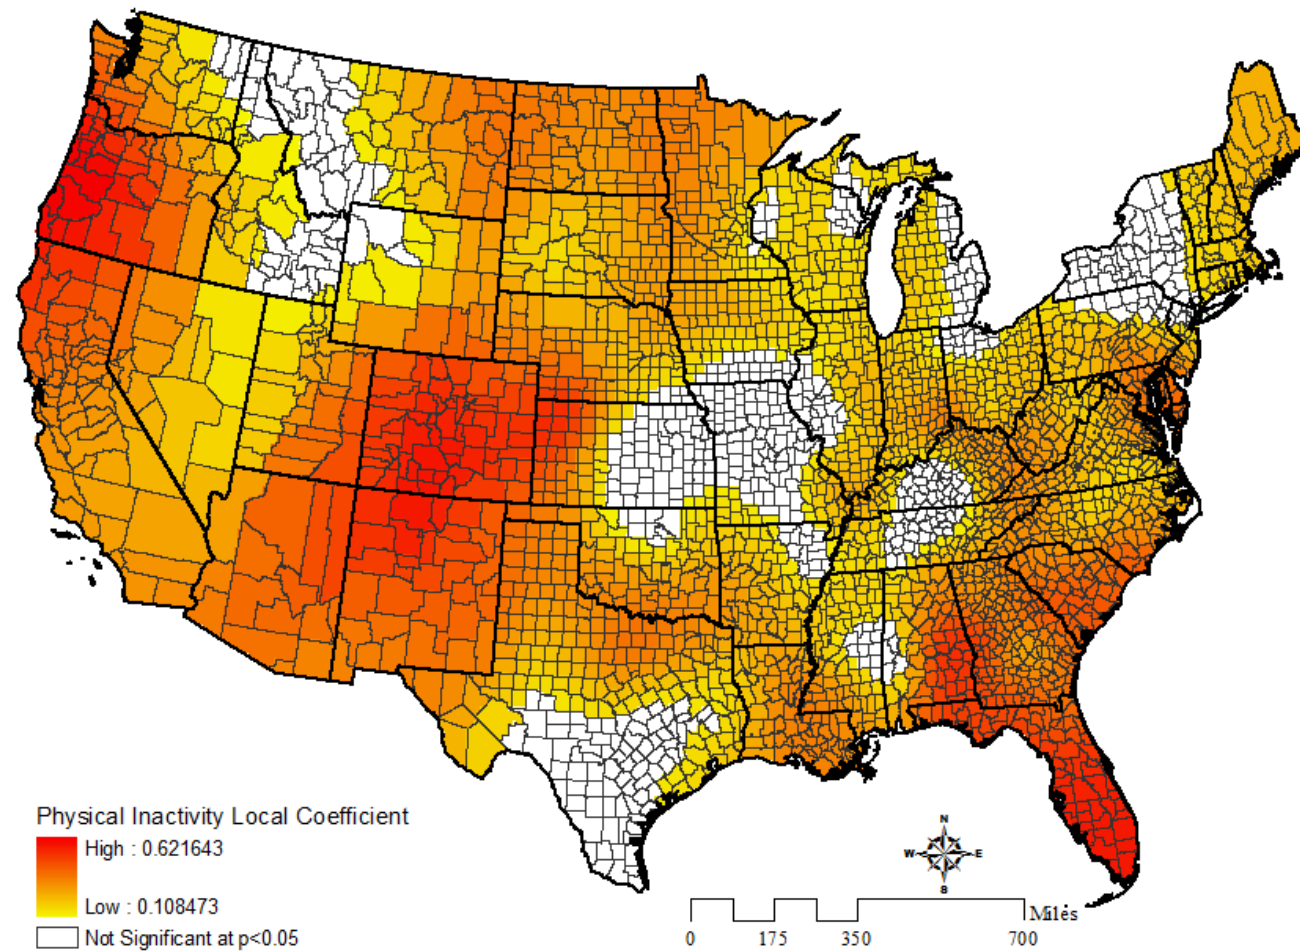 Physical Inactivity Local Coefficient
High : 0.621643
Low : 0.108473
Not Significant at p<0.05
N
W
E
S
Miles
0 175 350 700